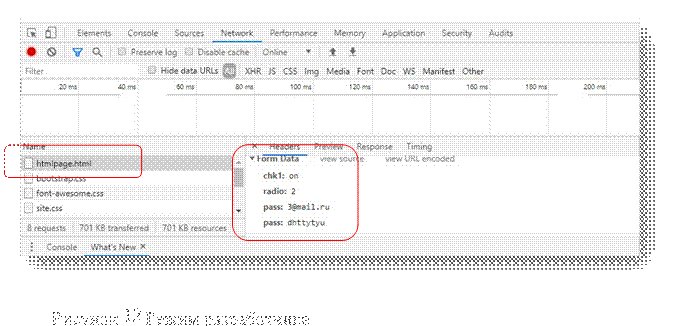 Elements Console Sources Network Performance Memory Application Security Audits
Preserve log Disable cache Online
Filter Hide data URLs All XHR JS CSS Img Media Font Doc WS Manifest Other
20 ms 40 ms 60 ms 80 ms 100 ms 120 ms 140 ms 160 ms 180 ms 200 ms
Name × Headers Preview Response Timing
htmlpage.html
bootstrap.css
font-awesome.css
site.css
▼ Form Data view source view URL encoded
chk1: on
radio: 2
pass: 3@mail.ru
pass: dhttytyu
8 requests 701 KB transferred 701 KB resources
Console What's New ×
Рисунок 12 Режим разработчика